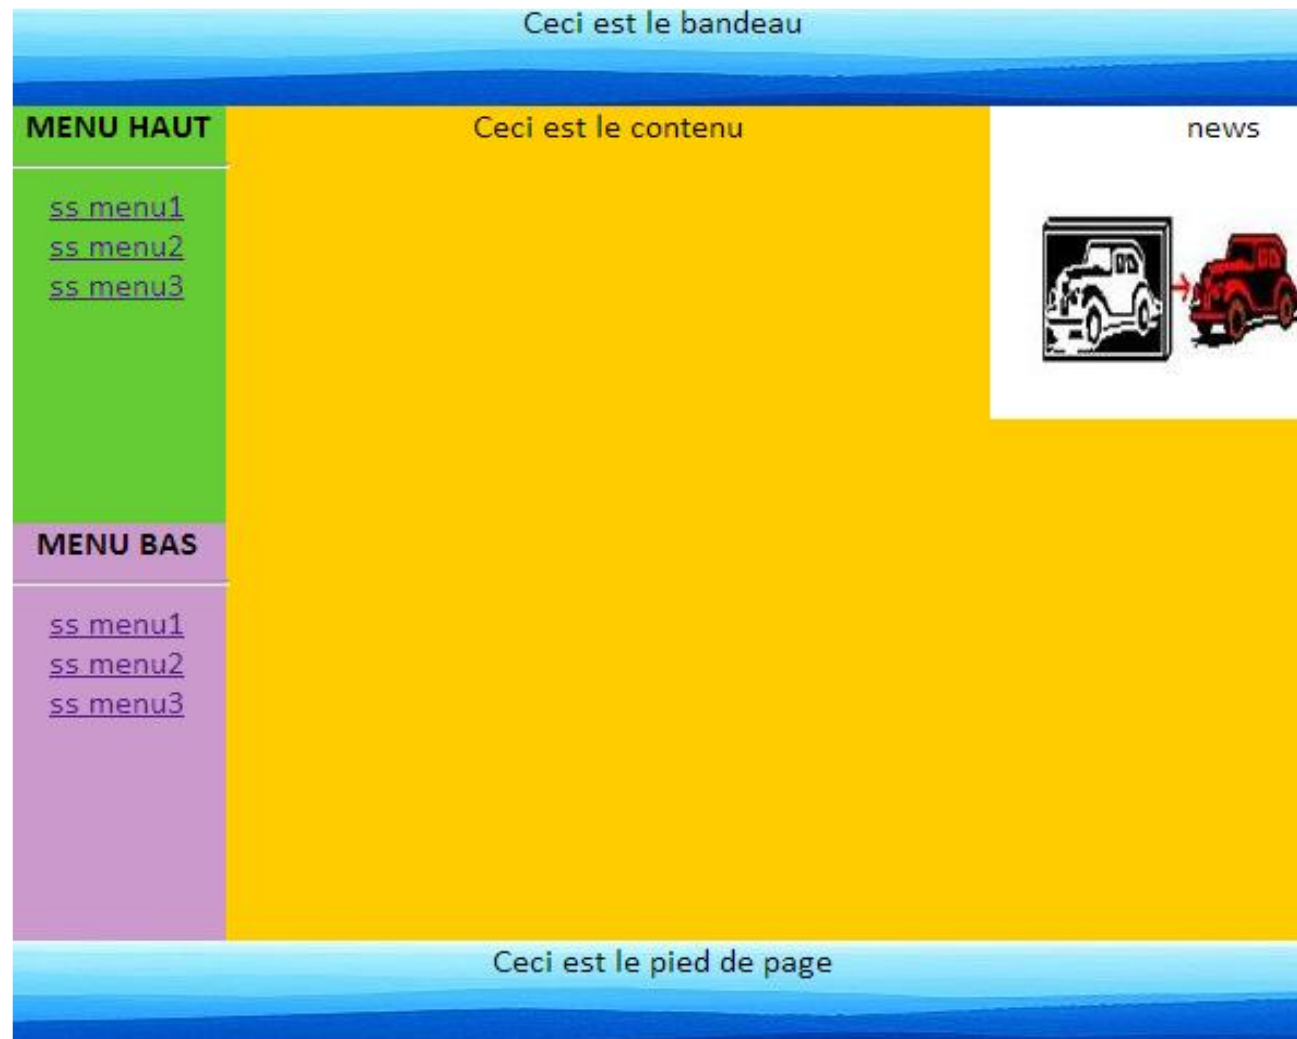 Ceci est le bandeau
MENU HAUT
ss menu1
ss menu2
ss menu3
Ceci est le contenu
news
MENU BAS
ss menu1
ss menu2
ss menu3
Ceci est le pied de page